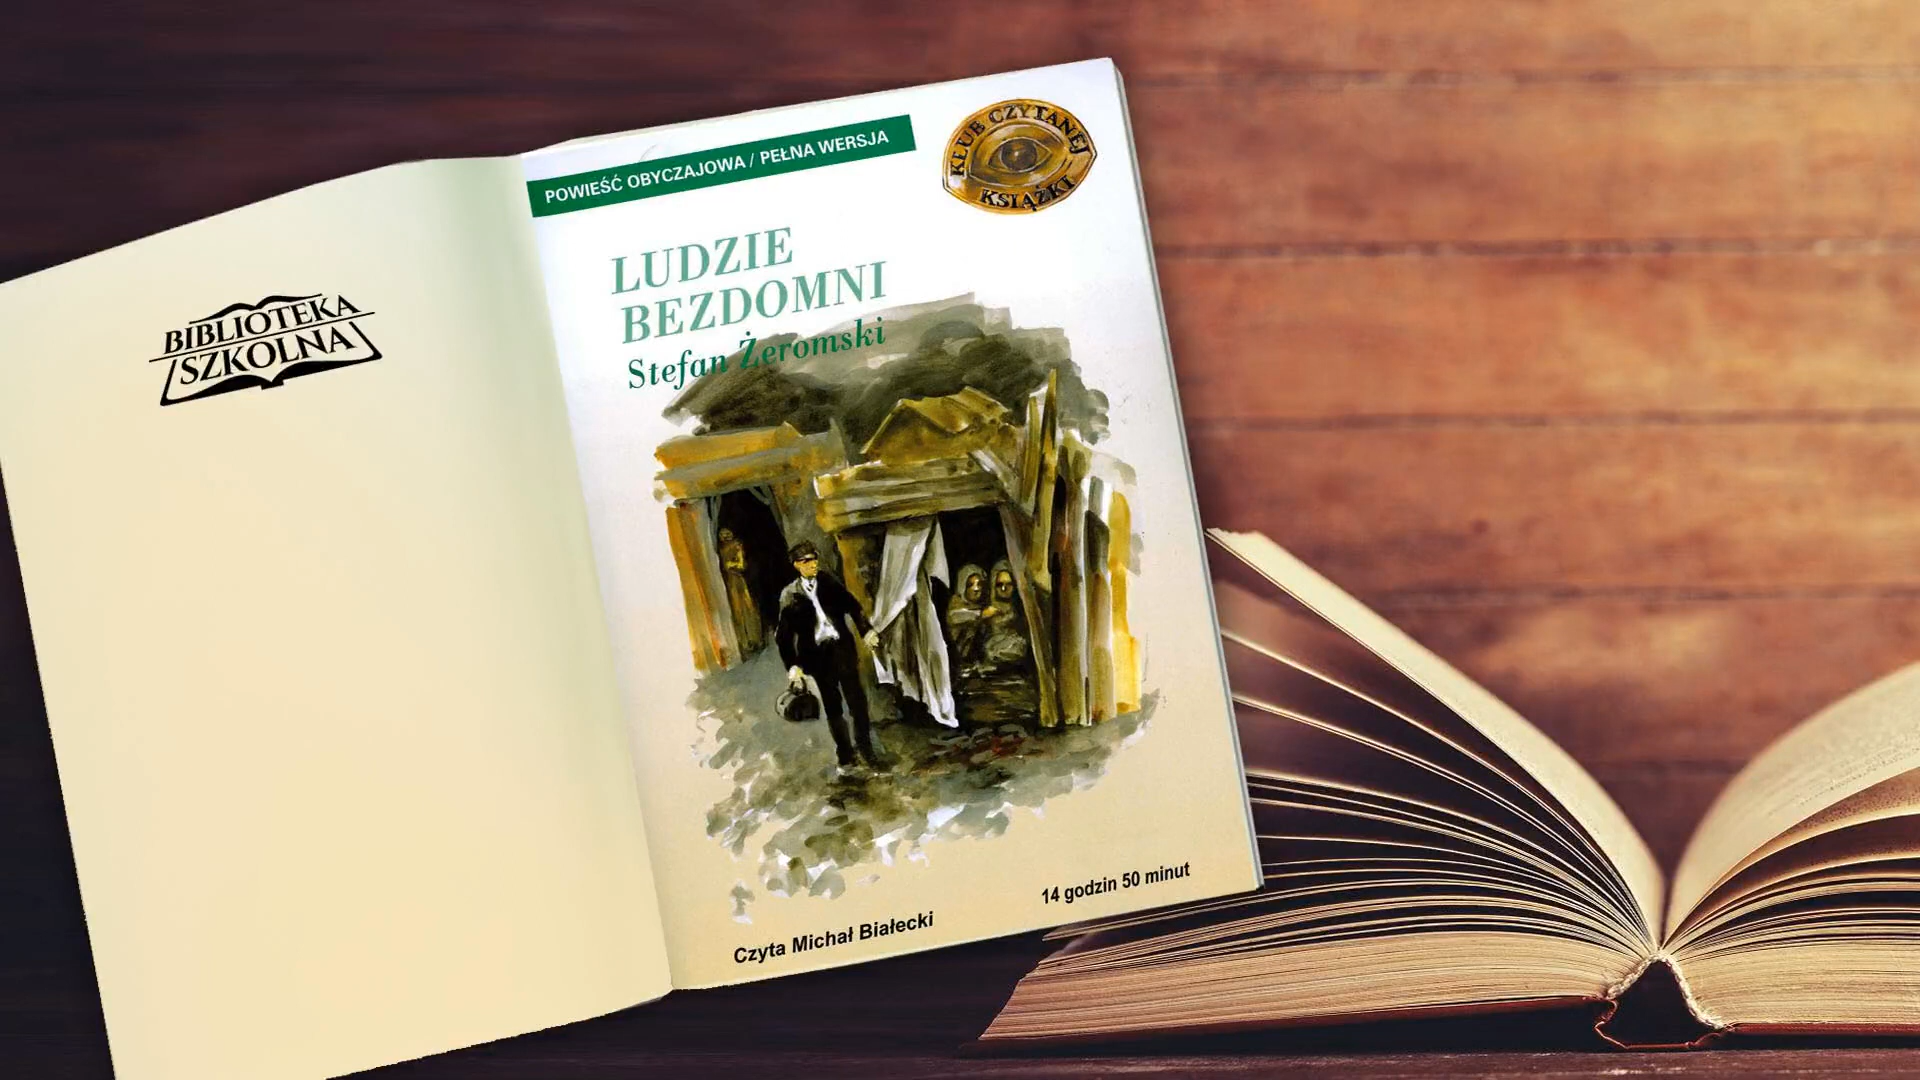 BIBLIOTEKA
SZKOLNA
POWIEŚĆ OBYCZAJOWA / PEŁNA WERSJA
KLUB CZYTANEJ
KSIĄŻKI
LUDZIE
BEZDOMNI
Stefan Żeromski
14 godzin 50 minut
Czyta Michał Białecki